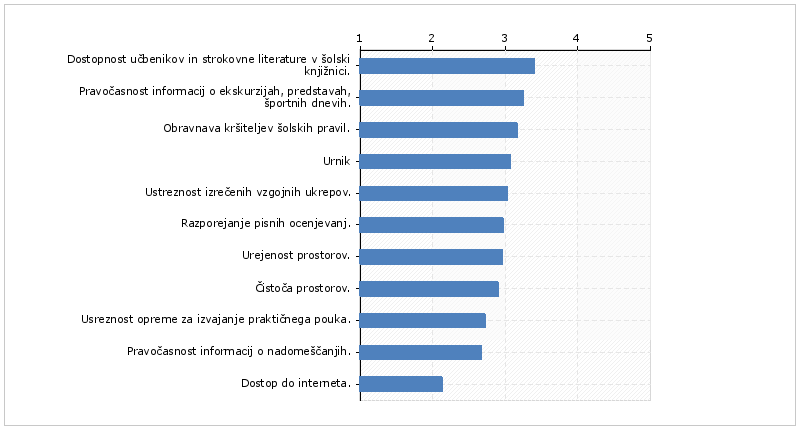 1 2 3 4 5
Dostopnost učbenikov in strokovne literature v šolski
knjižnici.
Pravočasnost informacij o ekskurzijah, predstavah,
športnih dnevih.
Obravnava kršiteljev šolskih pravil.
Urnik
Ustreznost izrečenih vzgojnih ukrepov.
Razporejanje pisnih ocenjevanj.
Urejenost prostorov.
Čistoča prostorov.
Usreznost opreme za izvajanje praktičnega pouka.
Pravočasnost informacij o nadomeščanjih.
Dostop do interneta.